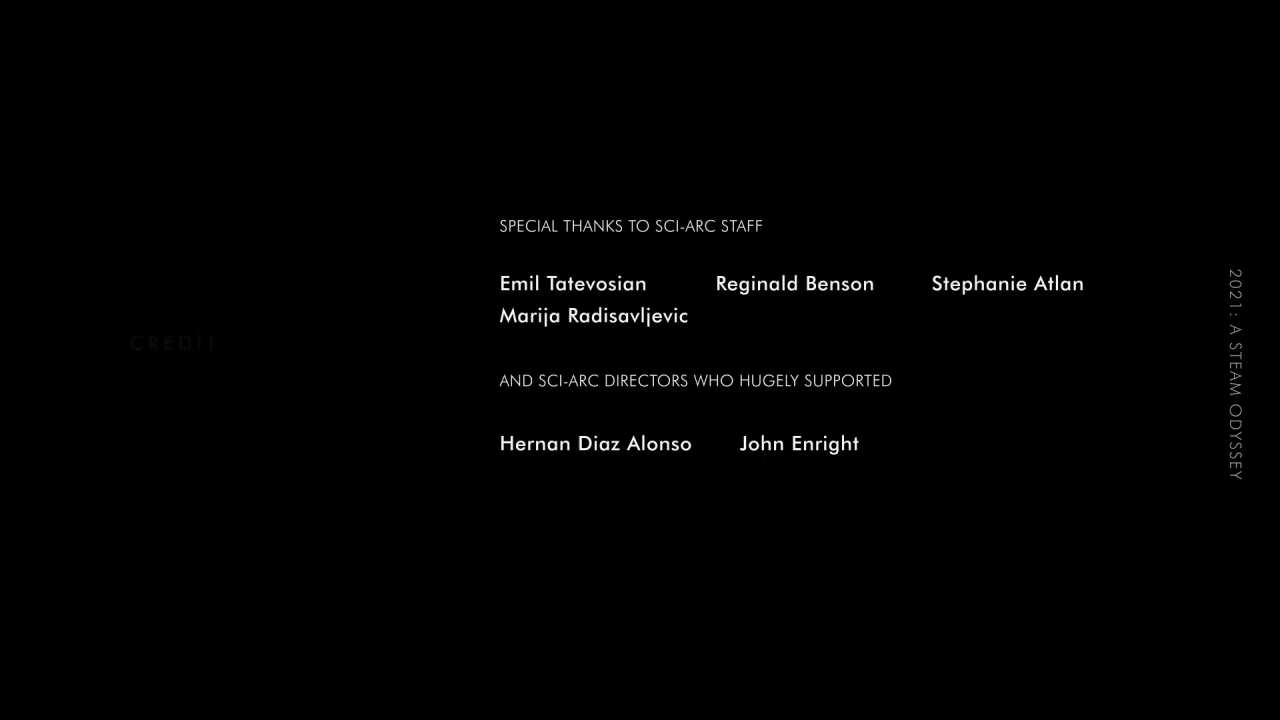 CREDIT
SPECIAL THANKS TO SCI-ARC STAFF
Emil Tatevosian Reginald Benson Stephanie Atlan
Marija Radisavljevic
AND SCI-ARC DIRECTORS WHO HUGELY SUPPORTED
Hernan Diaz Alonso John Enright
2021: A STEAM ODYSSEY